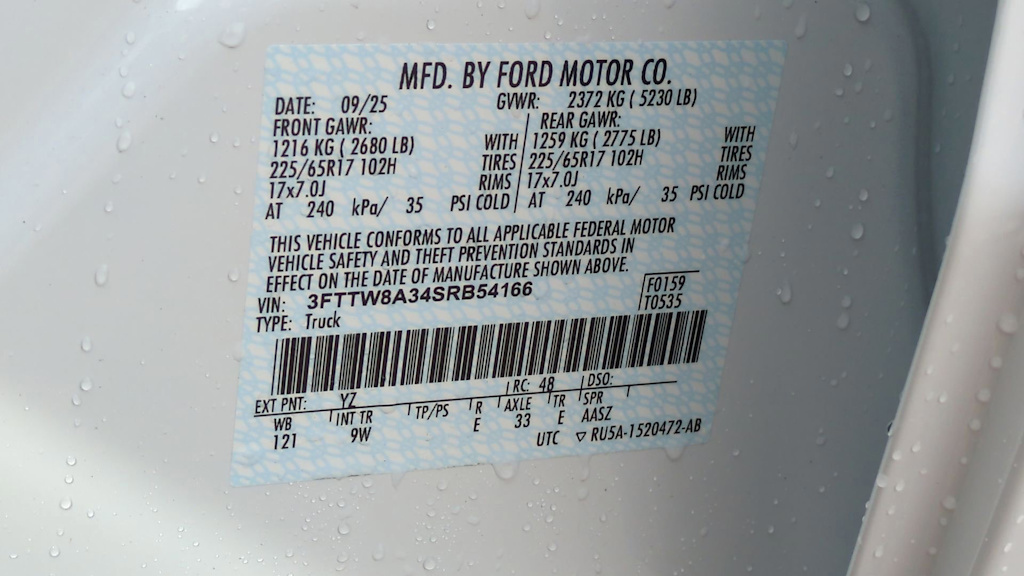 MFD. BY FORD MOTOR CO.
DATE: 09/25 GVWR: 2372 KG ( 5230 LB)
FRONT GAWR: REAR GAWR:
1216 KG ( 2680 LB) WITH 1259 KG ( 2775 LB) WITH
225/65R17 102H TIRES 225/65R17 102H TIRES
17x7.0J RIMS 17x7.0J RIMS
AT 240 kPa/ 35 PSI COLD AT 240 kPa/ 35 PSI COLD
THIS VEHICLE CONFORMS TO ALL APPLICABLE FEDERAL MOTOR
VEHICLE SAFETY AND THEFT PREVENTION STANDARDS IN
EFFECT ON THE DATE OF MANUFACTURE SHOWN ABOVE.
VIN: 3FTTW8A34SRB54166 F0159
TYPE: Truck T0535
EXT PNT: YZ RC: 48 DSO:
WB INT TR TP/PS R AXLE TR SPR
121 9W E 33 E AASZ
UTC ▽ RU5A-1520472-AB